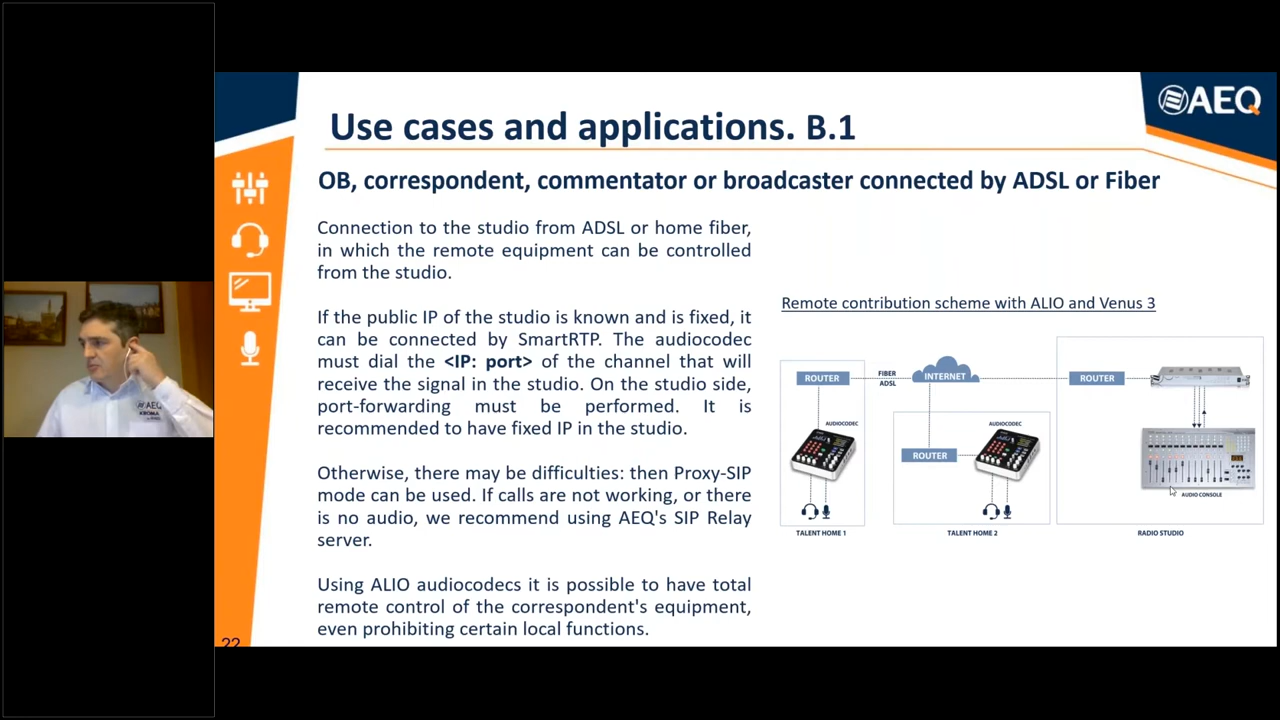 AEQ
Use cases and applications. B.1
OB, correspondent, commentator or broadcaster connected by ADSL or Fiber
Connection to the studio from ADSL or home fiber,
in which the remote equipment can be controlled
from the studio.
If the public IP of the studio is known and is fixed, it
can be connected by SmartRTP. The audiocodec
must dial the <IP: port> of the channel that will
receive the signal in the studio. On the studio side,
port-forwarding must be performed. It is
recommended to have fixed IP in the studio.
Otherwise, there may be difficulties: then Proxy-SIP
mode can be used. If calls are not working, or there
is no audio, we recommend using AEQ's SIP Relay
server.
Using ALIO audiocodecs it is possible to have total
remote control of the correspondent's equipment,
even prohibiting certain local functions.
Remote contribution scheme with ALIO and Venus 3
ROUTER
FIBER
ADSL
INTERNET
ROUTER
AUDIOCODEC
AUDIOCODEC
ROUTER
AUDIO CONSOLE
TALENT HOME 1
TALENT HOME 2
RADIO STUDIO
22
AEQ
KROMA